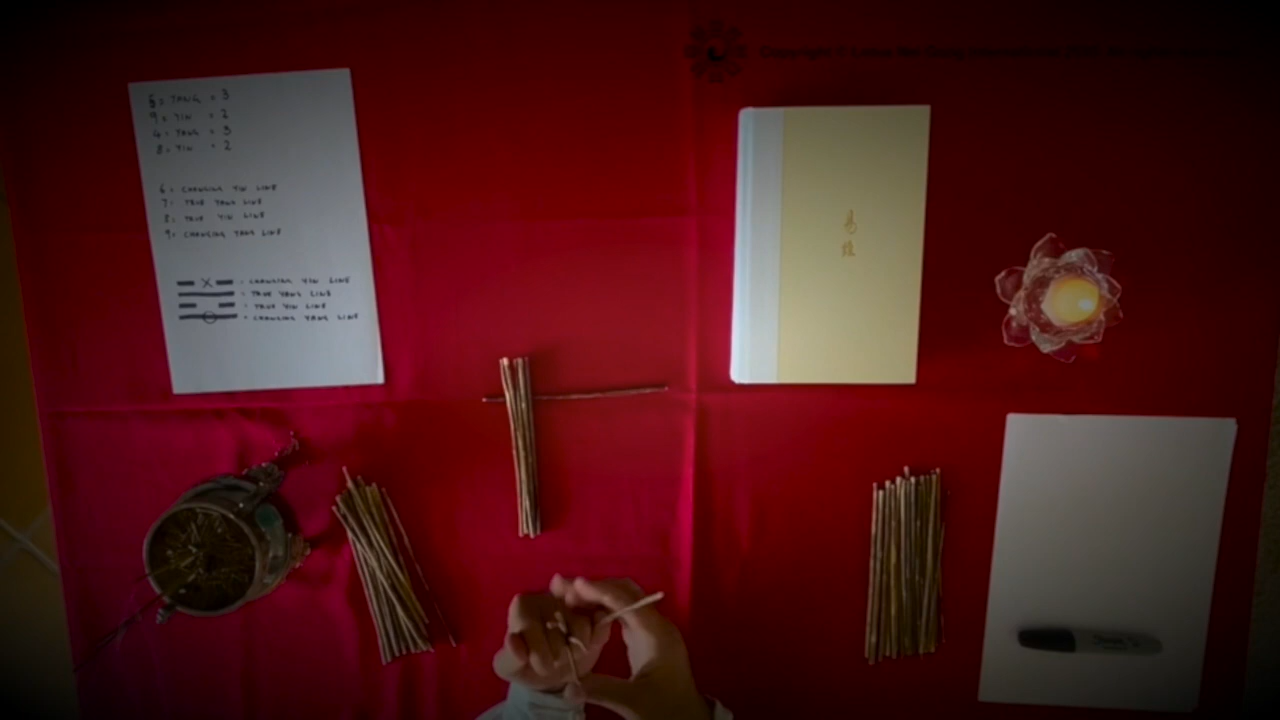 5 = YANG = 3
9 = YIN = 2
4 = YANG = 3
8 = YIN = 2
6 = CHANGING YIN LINE
7 = TRUE YANG LINE
8 = TRUE YIN LINE
9 = CHANGING YANG LINE
X = CHANGING YIN LINE
= TRUE YANG LINE
= TRUE YIN LINE
= CHANGING YANG LINE
易
經
Copyright ©